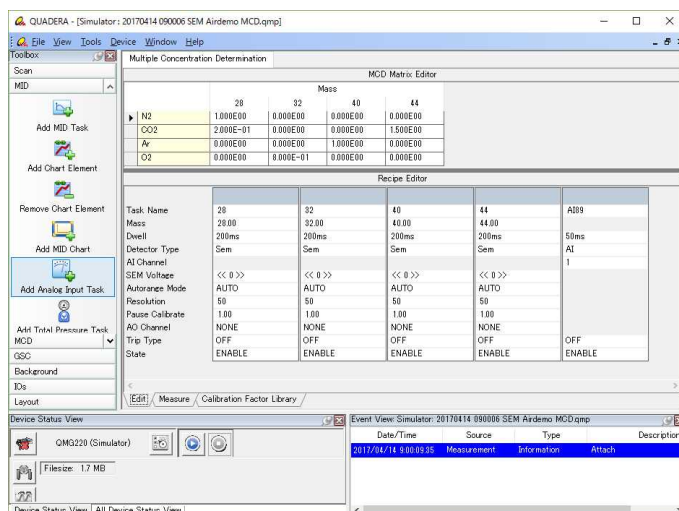 QUADERA - [Simulator : 20170414 090006 SEM Airdemo MCD.qmp]
File View Tools Device Window Help
Toolbox
Scan
MID
Add MID Task
Add Chart Element
Remove Chart Element
Add MID Chart
Add Analog Input Task
Add Total Pressure Task
MCD
GSC
Background
IOs
Layout
Multiple Concentration Determination
MCD Matrix Editor
Mass
28 32 40 44
N2 1.000E00 0.000E00 0.000E00 0.000E00
CO2 2.000E-01 0.000E00 0.000E00 1.500E00
Ar 0.000E00 0.000E00 1.000E00 0.000E00
O2 0.000E00 8.000E-01 0.000E00 0.000E00
Recipe Editor
Task Name 28 32 40 44 AI89
Mass 28.00 32.00 40.00 44.00
Dwell 200ms 200ms 200ms 200ms 50ms
Detector Type Sem Sem Sem Sem AI
AI Channel 1
SEM Voltage << 0 >> << 0 >> << 0 >> << 0 >>
Autorange Mode AUTO AUTO AUTO AUTO
Resolution 50 50 50 50
Pause Calibrate 1.00 1.00 1.00 1.00
AO Channel NONE NONE NONE NONE
Trip Type OFF OFF OFF OFF OFF
State ENABLE ENABLE ENABLE ENABLE ENABLE
Edit Measure Calibration Factor Library
Device Status View
QMG220 (Simulator)
Filesize: 1.7 MB
Device Status View All Device Status View
Event View: Simulator: 20170414 090006 SEM Airdemo MCD.qmp
Date/Time Source Type Description
2017/04/14 9:00:09.35 Measurement Information Attach